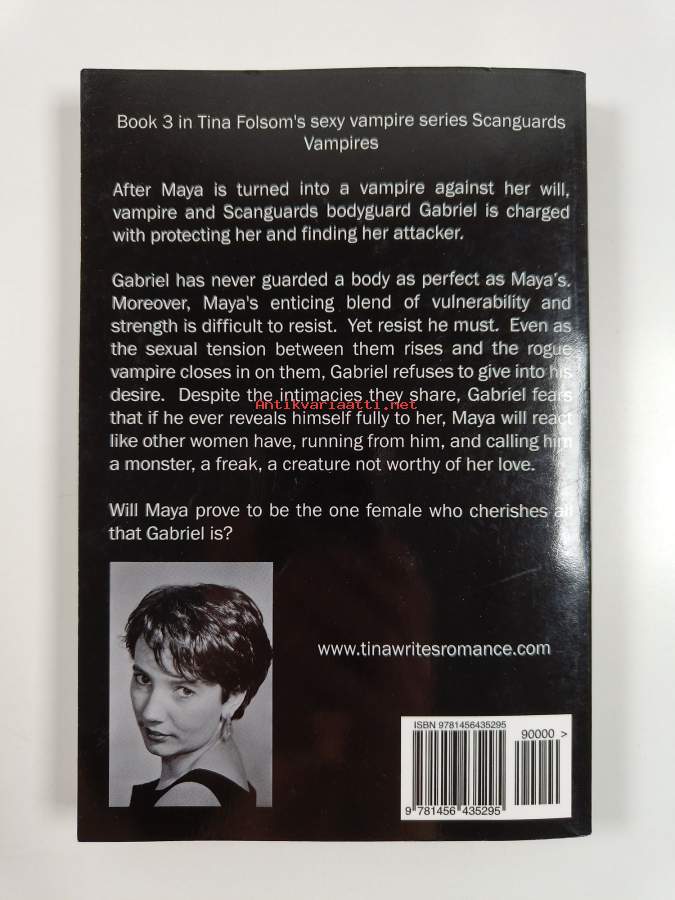 Book 3 in Tina Folsom's sexy vampire series Scanguards
Vampires
After Maya is turned into a vampire against her will,
vampire and Scanguards bodyguard Gabriel is charged
with protecting her and finding her attacker.
Gabriel has never guarded a body as perfect as Maya's.
Moreover, Maya's enticing blend of vulnerability and
strength is difficult to resist. Yet resist he must. Even as
the sexual tension between them rises and the rogue
vampire closes in on them, Gabriel refuses to give into his
desire. Despite the intimacies they share, Gabriel fears
Antikvariaatti.net
that if he ever reveals himself fully to her, Maya will react
like other women have, running from him, and calling him
a monster, a freak, a creature not worthy of her love.
Will Maya prove to be the one female who cherishes all
that Gabriel is?
www.tinawritesromance.com
ISBN 9781456435295
90000 >
9 781456 435295